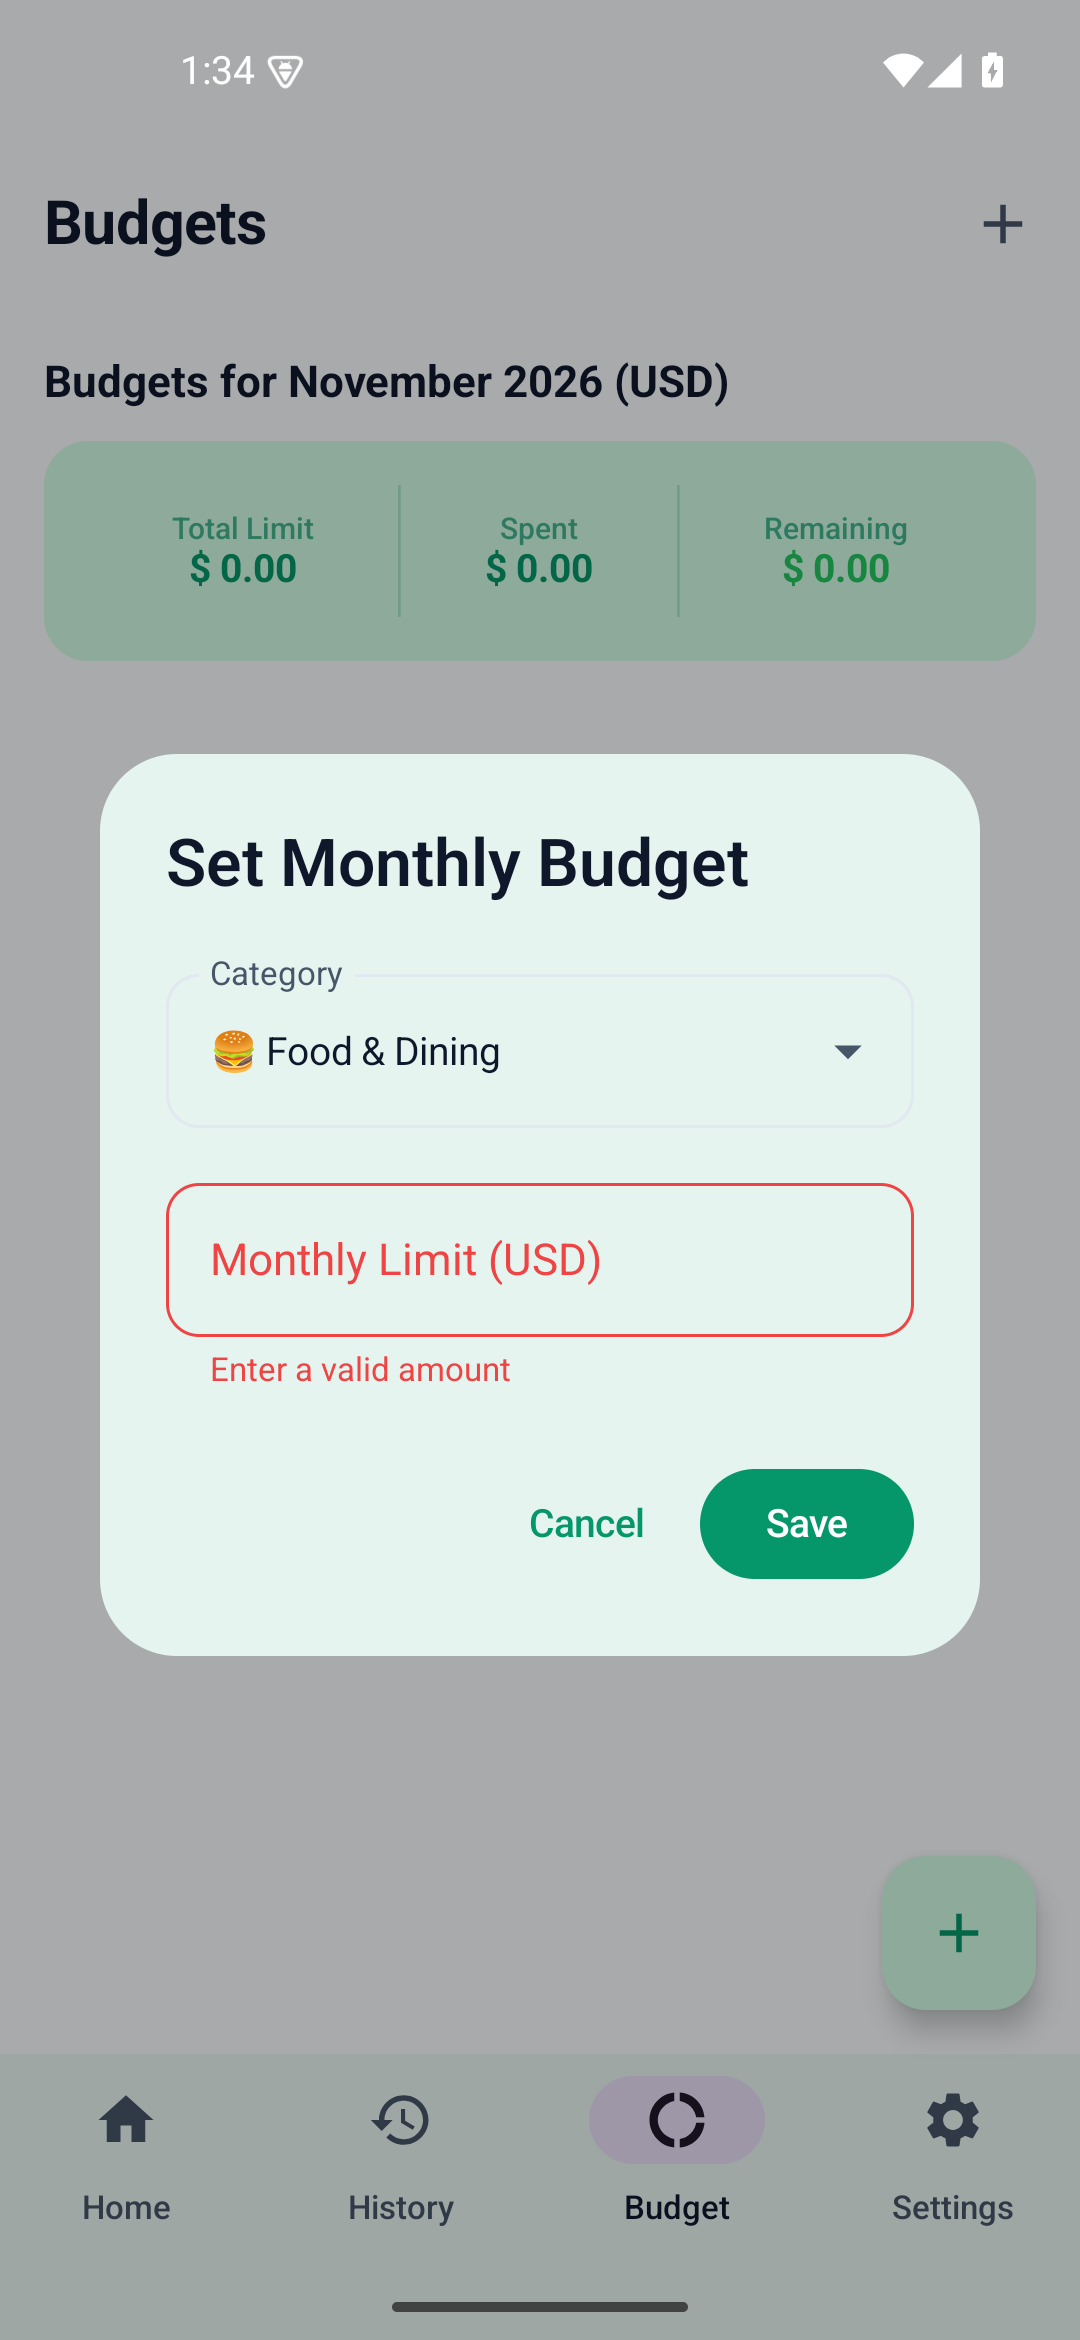 1:34
Budgets
Budgets for November 2026 (USD)
Total Limit
$ 0.00
Spent
$ 0.00
Remaining
$ 0.00
Set Monthly Budget
Category
🍔 Food & Dining
Monthly Limit (USD)
Enter a valid amount
Cancel
Save
Home
History
Budget
Settings